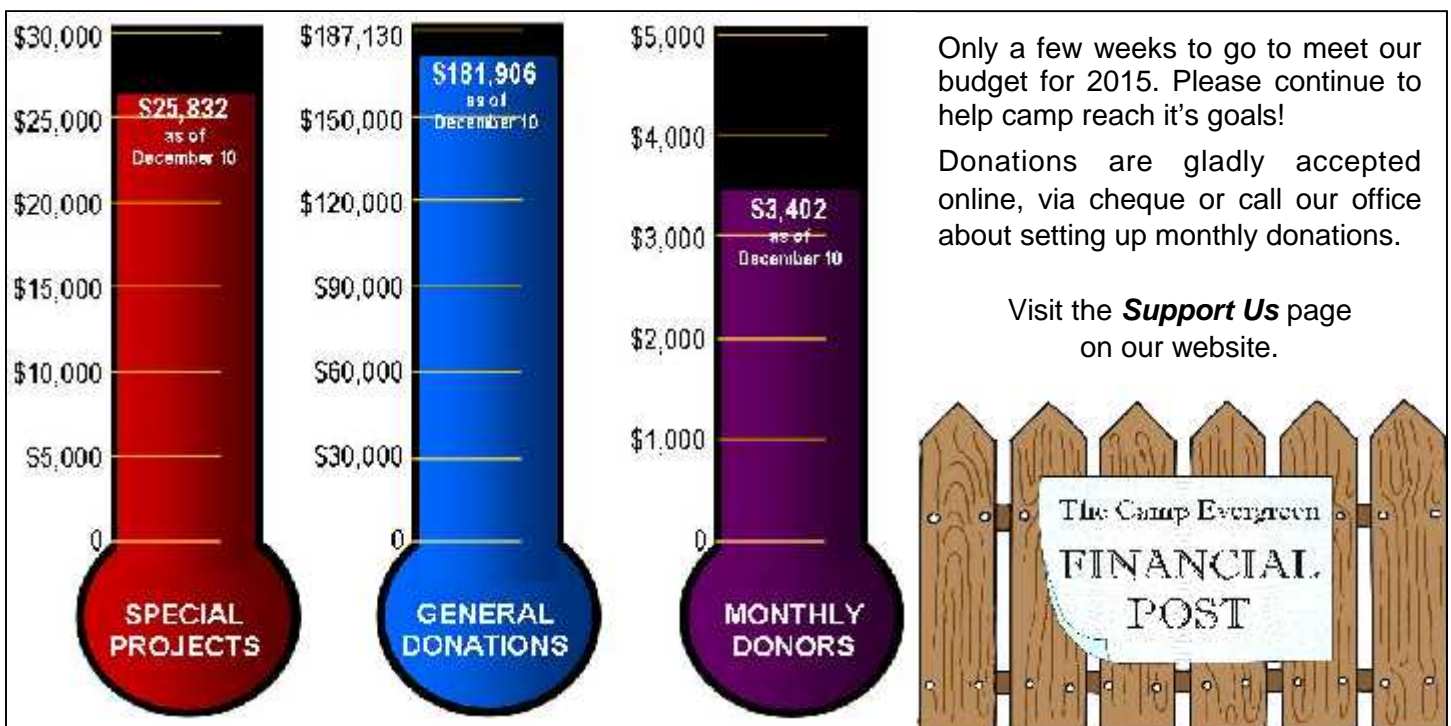 $30,000
$25,000
$20,000
$15,000
$10,000
$5,000
0
$25,832
as of
December 10
SPECIAL
PROJECTS
$187,130
$150,000
$120,000
$90,000
$60,000
$30,000
0
$181,906
as of
December 10
GENERAL
DONATIONS
$5,000
$4,000
$3,000
$2,000
$1,000
0
$3,402
as of
December 10
MONTHLY
DONORS
Only a few weeks to go to meet our
budget for 2015. Please continue to
help camp reach it's goals!
Donations are gladly accepted
online, via cheque or call our office
about setting up monthly donations.
Visit the Support Us page
on our website.
The Camp Evergreen
FINANCIAL
POST